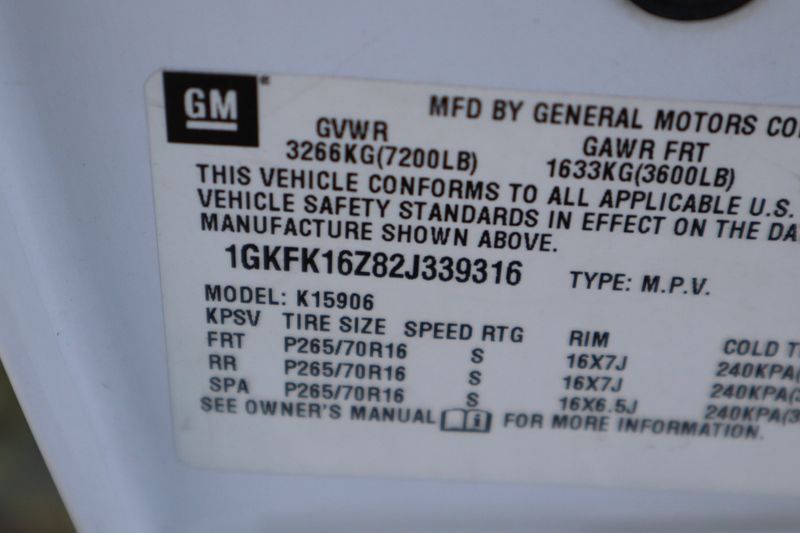 GM
MFD BY GENERAL MOTORS
GVWR
3266KG(7200LB)
GAWR FRT
1633KG(3600LB)
THIS VEHICLE CONFORMS TO ALL APPLICABLE U.S.
VEHICLE SAFETY STANDARDS IN EFFECT ON THE
MANUFACTURE SHOWN ABOVE.
1GKFK16Z82J339316 TYPE: M.P.V.
MODEL: K15906
KPSV TIRE SIZE SPEED RTG RIM COLD
FRT P265/70R16 S 16X7J 240KPA(
RR P265/70R16 S 16X7J 240KPA(3
SPA P265/70R16 S 16X6.5J 240KPA(3
SEE OWNER'S MANUAL i FOR MORE INFORMATION.